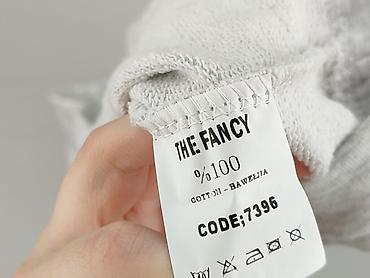 THE FANCY
%100
COTTON - BAWEŁNA
CODE;7396